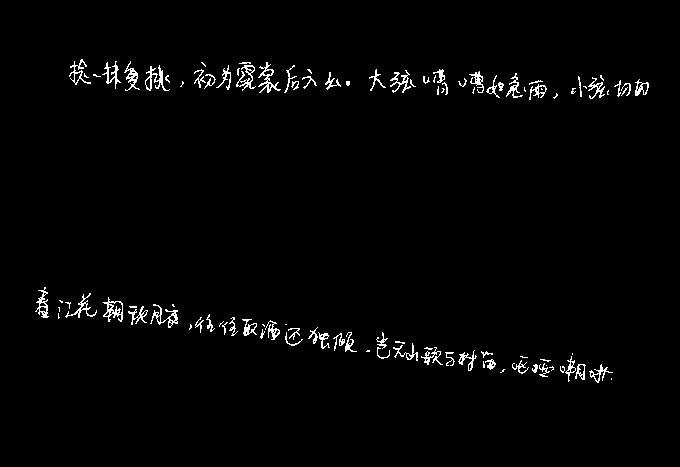 捻抹复挑，初为霓裳后六幺。大弦嘈嘈如急雨，小弦切切
春江花朝秋月夜，往往取酒还独倾。岂无山歌与村笛，呕哑嘲哳